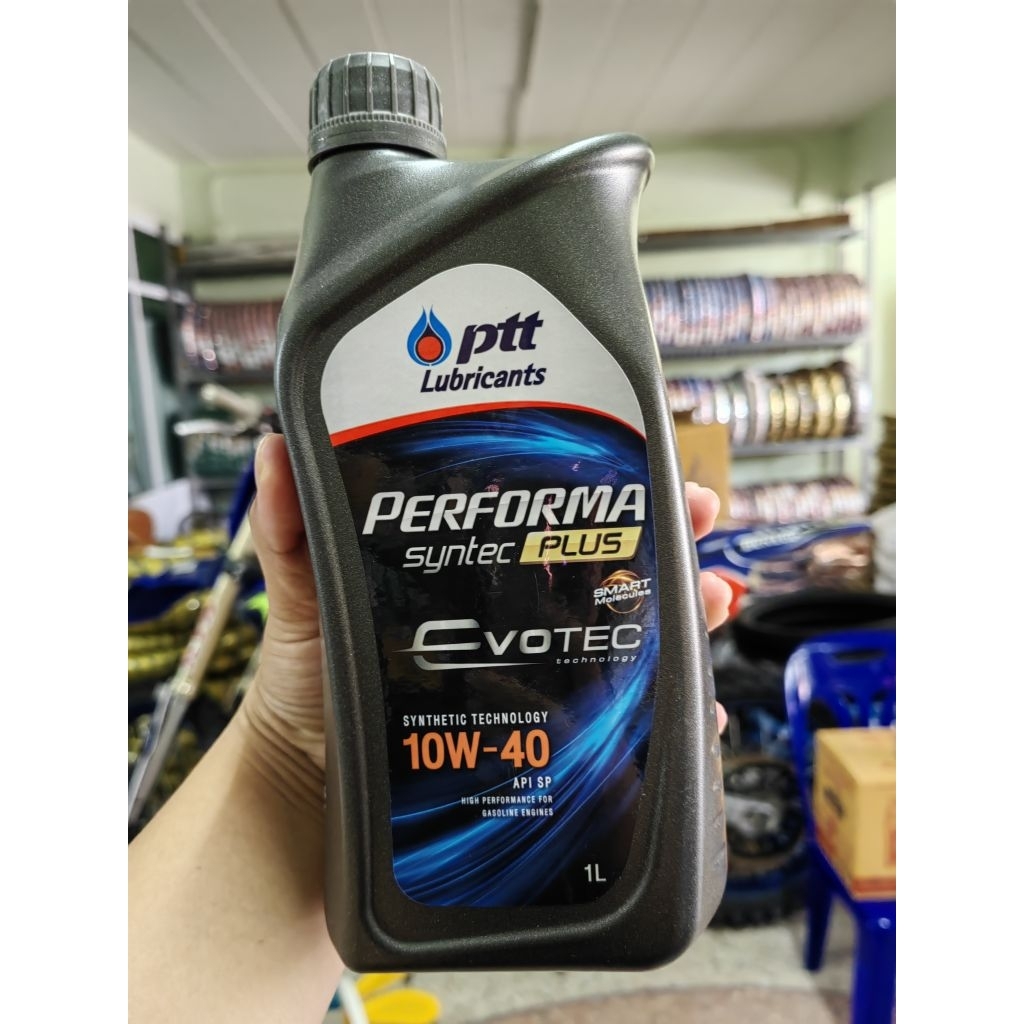 ptt
Lubricants
PERFORMA
syntec PLUS
SMART
Molecules
EVOTEC
technology
SYNTHETIC TECHNOLOGY
10W-40
API SP
HIGH PERFORMANCE FOR
GASOLINE ENGINES
1L